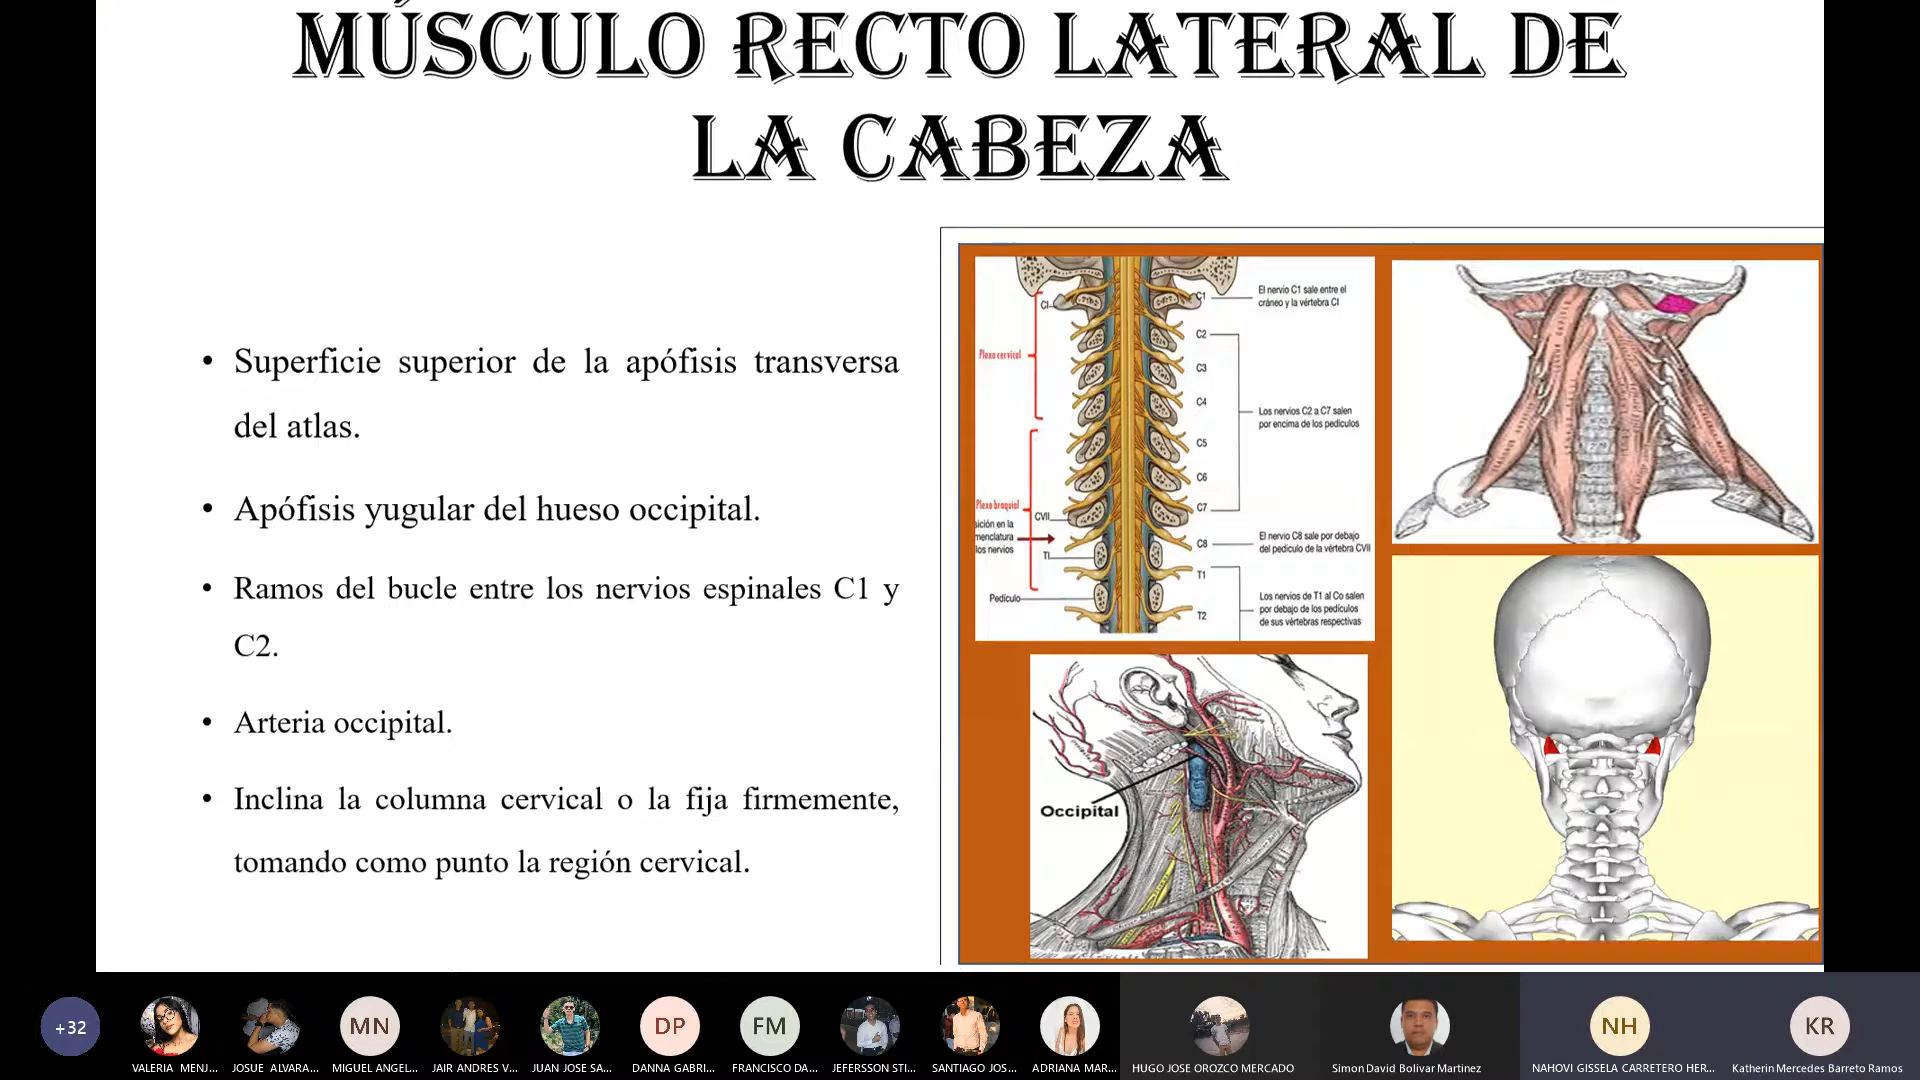 MÚSCULO RECTO LATERAL DE
LA CABEZA
• Superficie superior de la apófisis transversa
del atlas.
• Apófisis yugular del hueso occipital.
• Ramos del bucle entre los nervios espinales C1 y
C2.
• Arteria occipital.
• Inclina la columna cervical o la fija firmemente,
tomando como punto la región cervical.
CI
C1
El nervio C1 sale entre el
cráneo y la vértebra CI
C2
Plexo cervical
C3
C4
Los nervios C2 a C7 salen
por encima de los pedículos
C5
C6
Plexo braquial
C7
CVII
sición en la
nenclatura
los nervios
C8
El nervio C8 sale por debajo
del pedículo de la vértebra CVII
TI
T1
Pedículo
Los nervios de T1 al Co salen
por debajo de los pedículos
de sus vértebras respectivas
T2
Occipital
+32
MN
DP
FM
NH
KR
VALERIA MENJ...
JOSUE ALVARA...
MIGUEL ANGEL...
JAIR ANDRES V...
JUAN JOSE SA...
DANNA GABRI...
FRANCISCO DA...
JEFERSSON STI...
SANTIAGO JOS...
ADRIANA MAR...
HUGO JOSE OROZCO MERCADO
Simon David Bolivar Martinez
NAHOVI GISSELA CARRETERO HER...
Katherin Mercedes Barreto Ramos